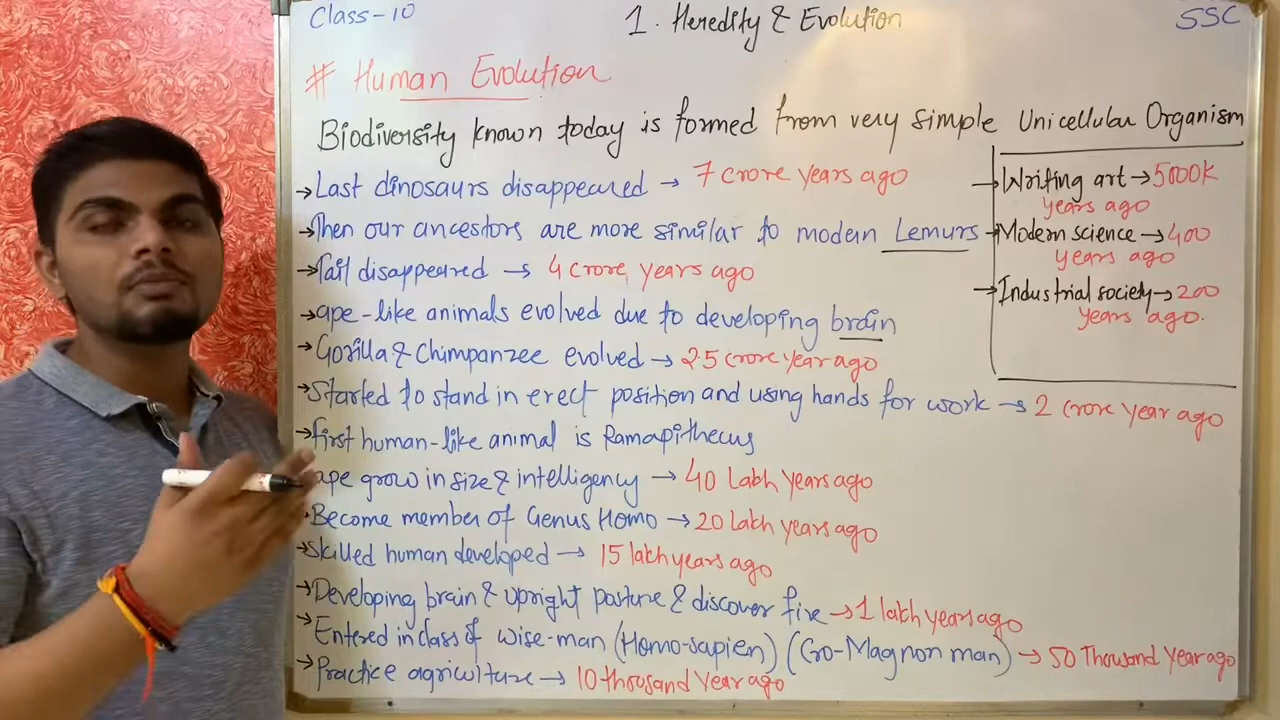 Class-10
1. Heredity & Evolution
SSC
# Human Evolution
Biodiversity known today is formed from very simple Unicellular Organism
→Last dinosaurs disappeared → 7 crore years ago
→Then our ancestors are more similar to modern Lemurs
→Tail disappeared → 4 crore years ago
→ape-like animals evolved due to developing brain
→Gorilla & Chimpanzee evolved → 2.5 crore year ago
→Started to stand in erect position and using hands for work → 2 crore year ago
→first human-like animal is Ramapithecus
ape grow in size & intelligency → 40 Lakh years ago
Become member of Genus Homo → 20 Lakh years ago
→Skilled human developed → 15 lakh years ago
→Developing brain & upright posture & discover fire → 1 lakh years ago
→Entered in class of wise-man (Homo-sapien) (Cro-Magnon man) → 50 Thousand Year ago
→Practice agriculture → 10 thousand Year ago
→Writing art → 5000k
years ago
→Modern science → 400
years ago
→Industrial society → 200
years ago.